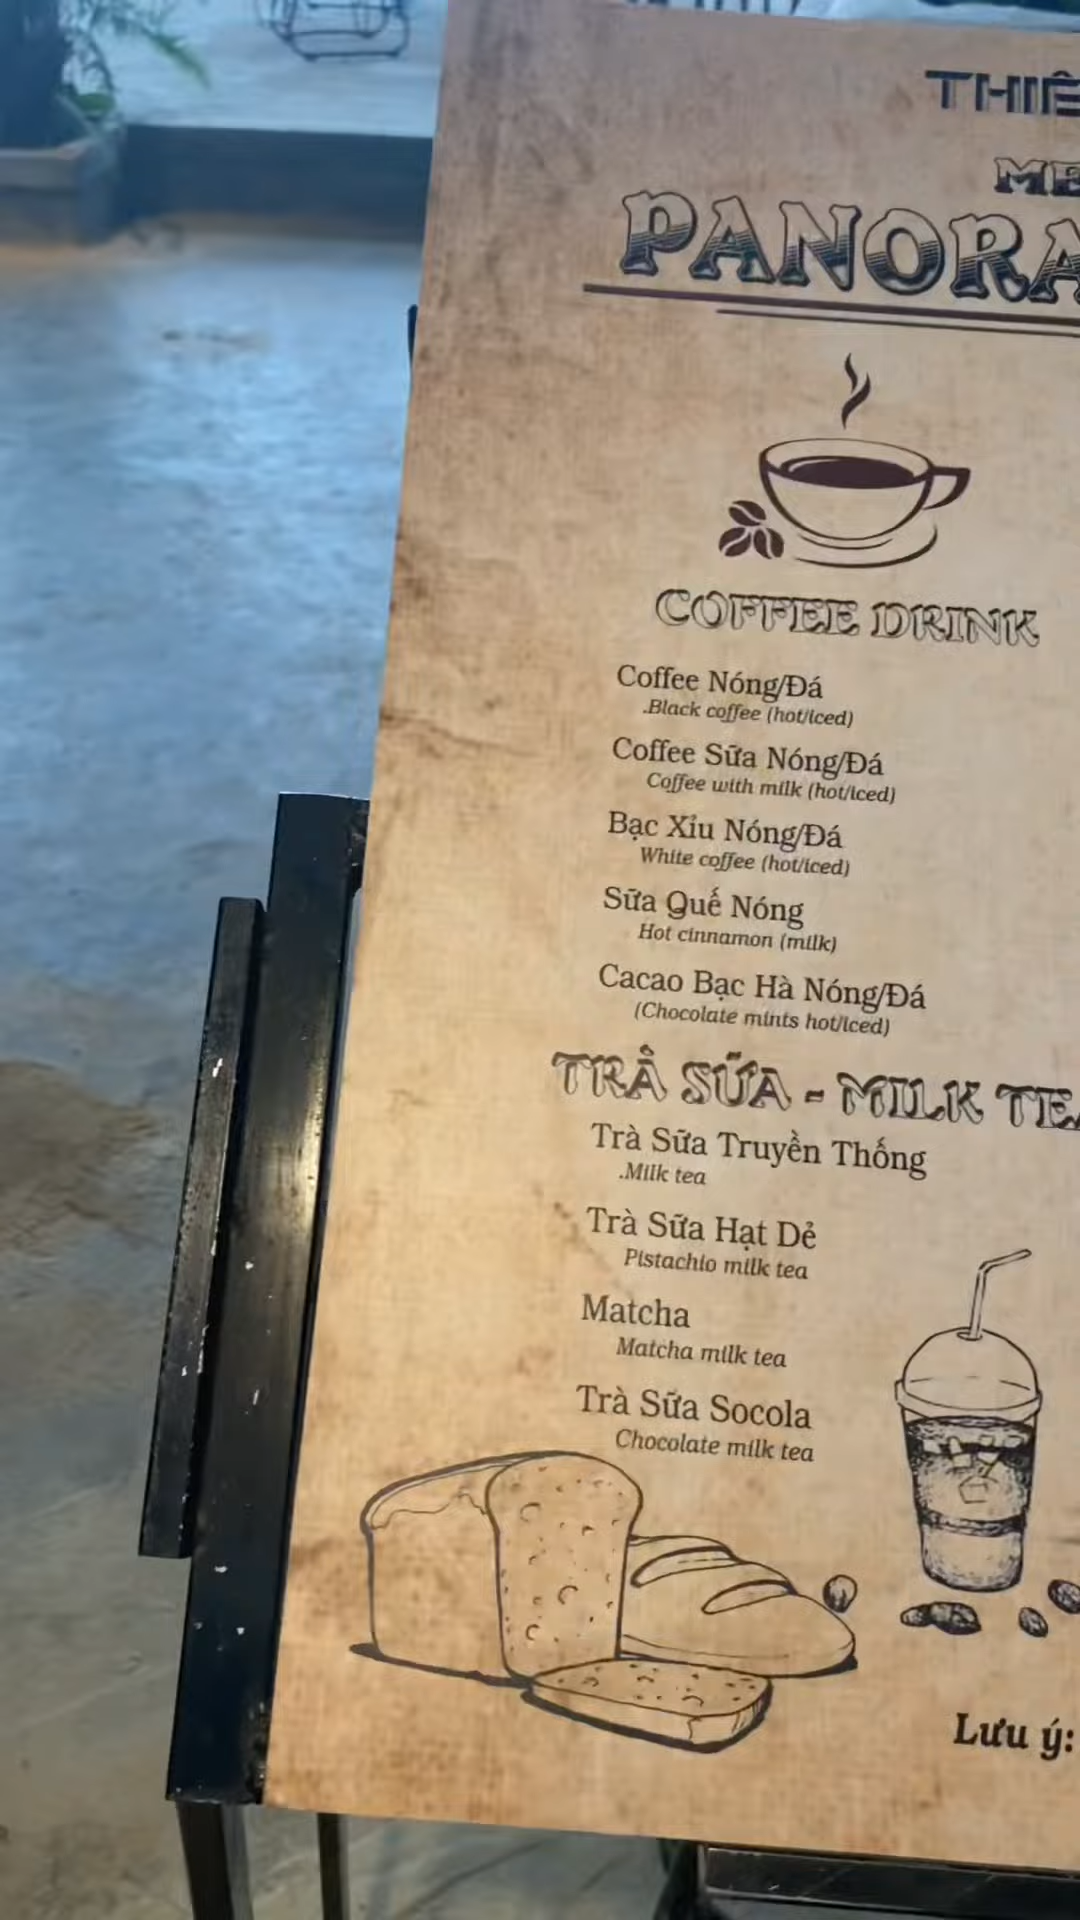 THIÊ
ME
PANORA
COFFEE DRINK
Coffee Nóng/Đá
.Black coffee (hot/iced)
Coffee Sữa Nóng/Đá
Coffee with milk (hot/iced)
Bạc Xỉu Nóng/Đá
White coffee (hot/iced)
Sữa Quế Nóng
Hot cinnamon (milk)
Cacao Bạc Hà Nóng/Đá
(Chocolate mints hot/iced)
TRÀ SỮA - MILK TEA
Trà Sữa Truyền Thống
.Milk tea
Trà Sữa Hạt Dẻ
Pistachio milk tea
Matcha
Matcha milk tea
Trà Sữa Socola
Chocolate milk tea
Lưu ý: